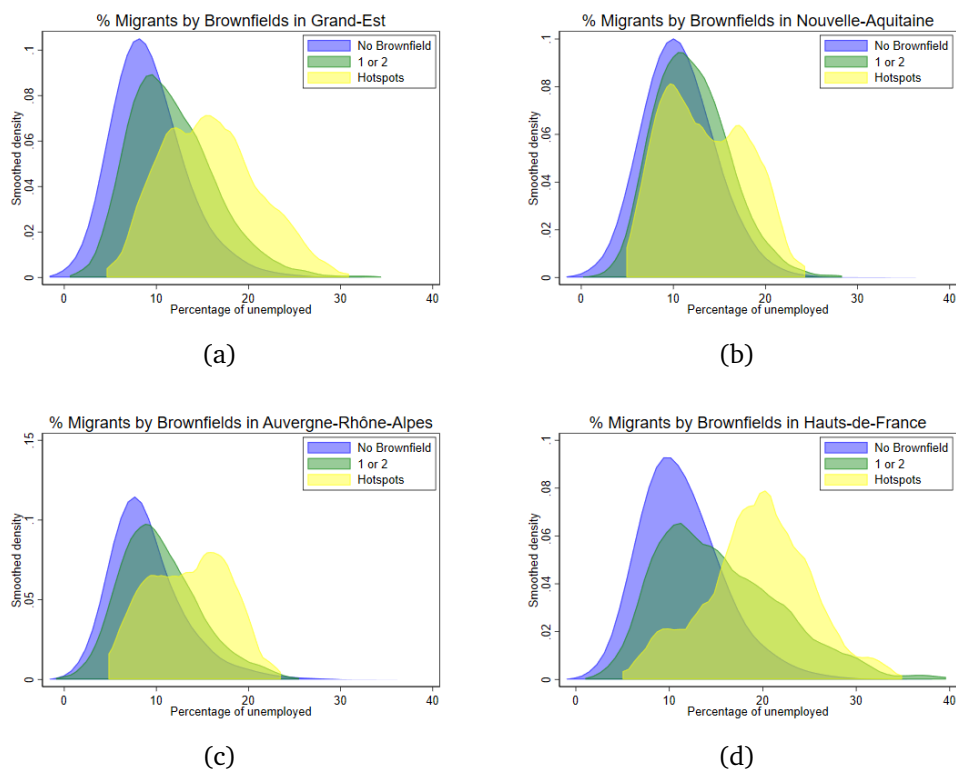 % Migrants by Brownfields in Grand-Est
No Brownfield
1 or 2
Hotspots
Smoothed density
0 .02 .04 .06 .08 .1
0 10 20 30 40
Percentage of unemployed
(a)
% Migrants by Brownfields in Nouvelle-Aquitaine
No Brownfield
1 or 2
Hotspots
Smoothed density
0 .02 .04 .06 .08 .1
0 10 20 30 40
Percentage of unemployed
(b)
% Migrants by Brownfields in Auvergne-Rhône-Alpes
No Brownfield
1 or 2
Hotspots
Smoothed density
0 .05 .1 .15
0 10 20 30 40
Percentage of unemployed
(c)
% Migrants by Brownfields in Hauts-de-France
No Brownfield
1 or 2
Hotspots
Smoothed density
0 .02 .04 .06 .08 .1
0 10 20 30 40
Percentage of unemployed
(d)